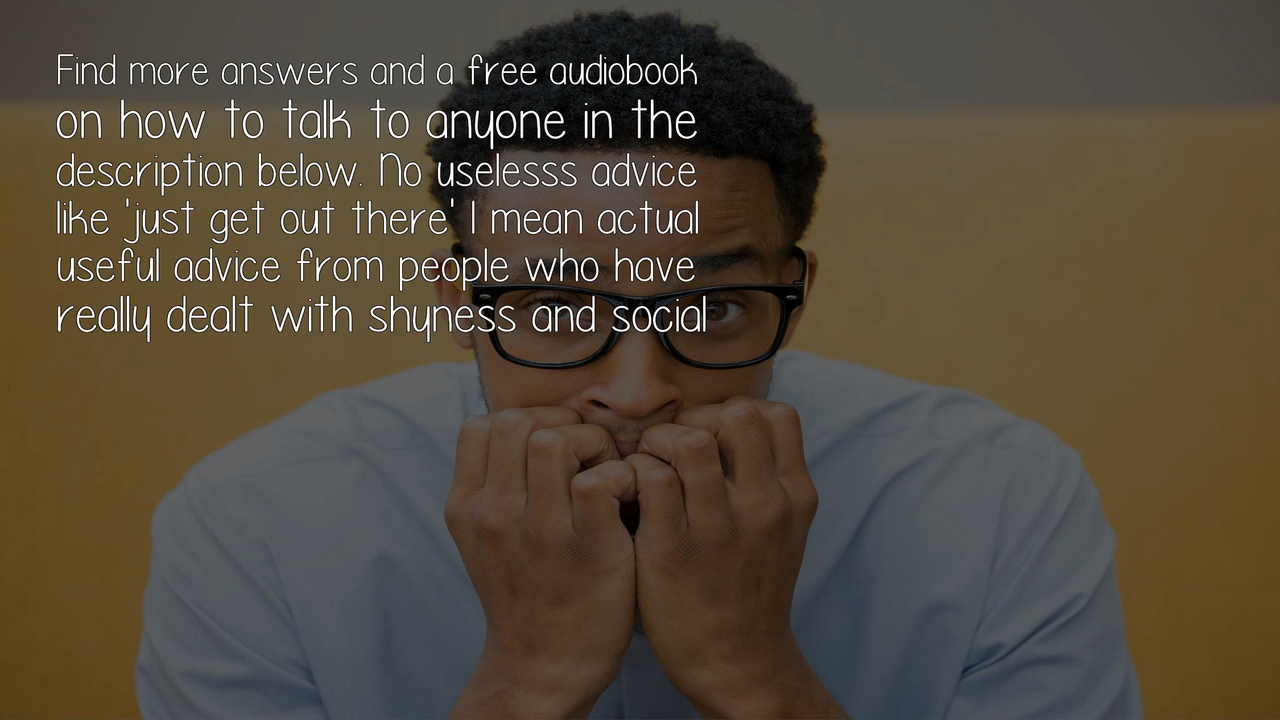 Find more answers and a free audiobook
on how to talk to anyone in the
description below. No uselesss advice
like 'just get out there' I mean actual
useful advice from people who have
really dealt with shyness and social